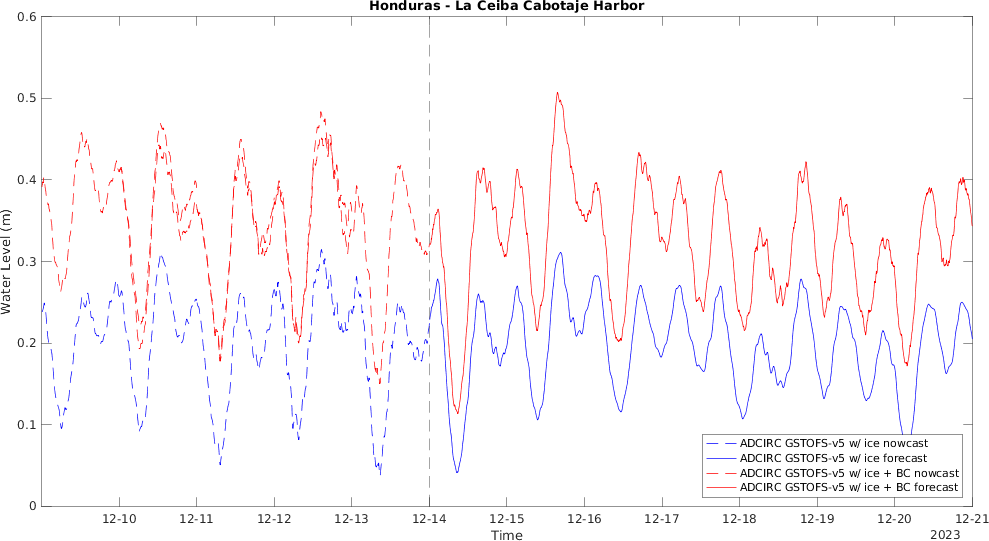 Honduras - La Ceiba Cabotaje Harbor
0.6
0.5
0.4
0.3
0.2
0.1
0
Water Level (m)
12-10 12-11 12-12 12-13 12-14 12-15 12-16 12-17 12-18 12-19 12-20 12-21
Time
2023
ADCIRC GSTOFS-v5 w/ ice nowcast
ADCIRC GSTOFS-v5 w/ ice forecast
ADCIRC GSTOFS-v5 w/ ice + BC nowcast
ADCIRC GSTOFS-v5 w/ ice + BC forecast